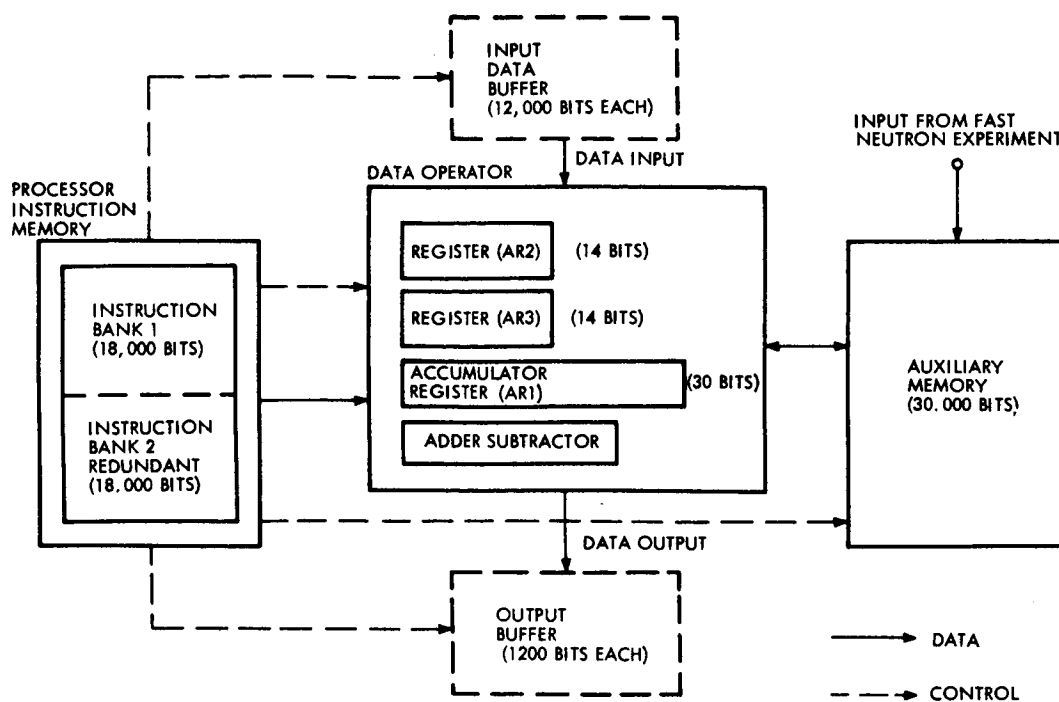 INPUT
DATA
BUFFER
(12,000 BITS EACH)
DATA INPUT
INPUT FROM FAST
NEUTRON EXPERIMENT
DATA OPERATOR
PROCESSOR
INSTRUCTION
MEMORY
REGISTER (AR2)
(14 BITS)
REGISTER (AR3)
(14 BITS)
ACCUMULATOR
REGISTER (AR1)
(30 BITS)
ADDER SUBTRACTOR
INSTRUCTION
BANK 1
(18,000 BITS)
INSTRUCTION
BANK 2
REDUNDANT
(18,000 BITS)
AUXILIARY
MEMORY
(30.000 BITS)
DATA OUTPUT
OUTPUT
BUFFER
(1200 BITS EACH)
DATA
CONTROL